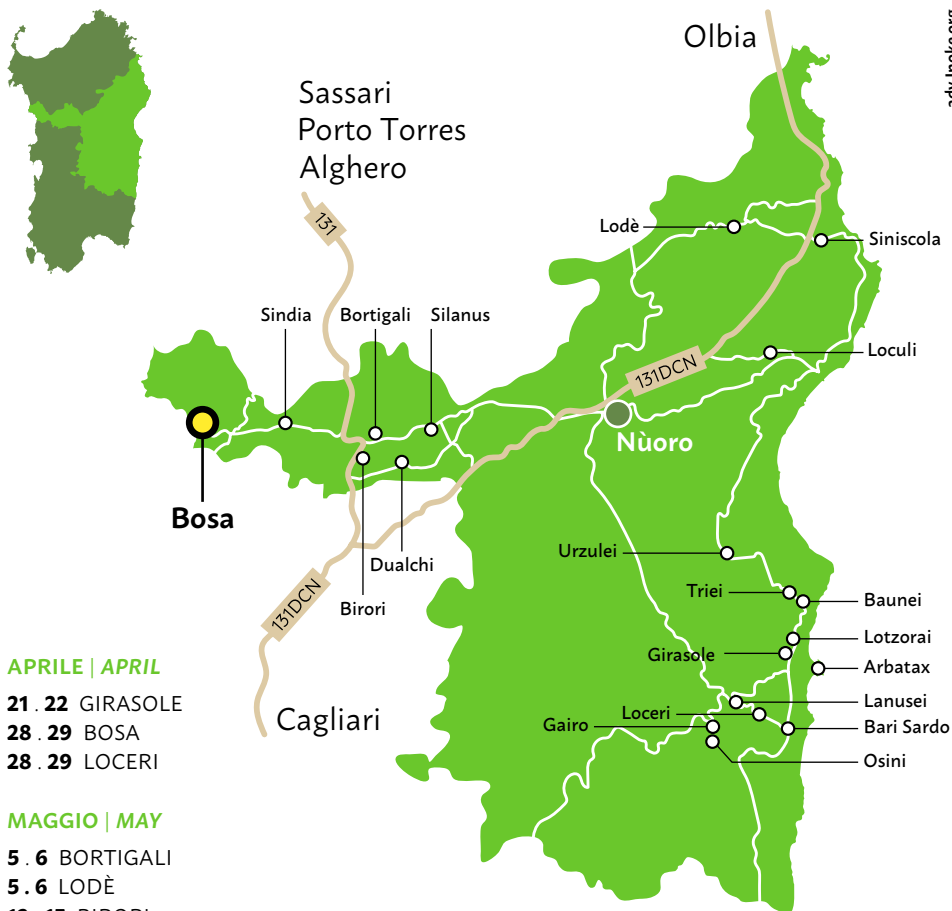 Olbia
Sassari
Porto Torres
Alghero
131
Lodè
Siniscola
Sindia
Bortigali
Silanus
Loculi
131DCN
Nùoro
Bosa
Urzulei
Dualchi
Triei
Baunei
Birori
131DCN
Lotzorai
Girasole
Arbatax
Lanusei
Loceri
Gairo
Bari Sardo
Osini
Cagliari
APRILE | APRIL
21 . 22 GIRASOLE
28 . 29 BOSA
28 . 29 LOCERI
MAGGIO | MAY
5 . 6 BORTIGALI
5 . 6 LODÈ